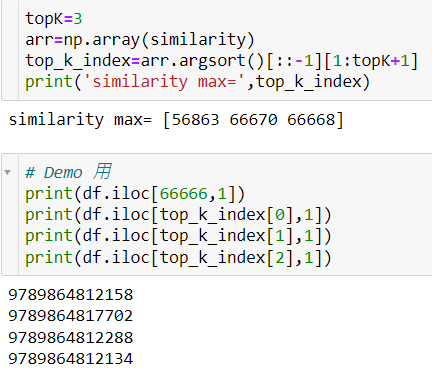 topK=3
arr=np.array(similarity)
top_k_index=arr.argsort()[::-1][1:topK+1]
print('similarity max=',top_k_index)
similarity max= [56863 66670 66668]
# Demo 用
print(df.iloc[66666,1])
print(df.iloc[top_k_index[0],1])
print(df.iloc[top_k_index[1],1])
print(df.iloc[top_k_index[2],1])
9789864812158
9789864817702
9789864812288
9789864812134